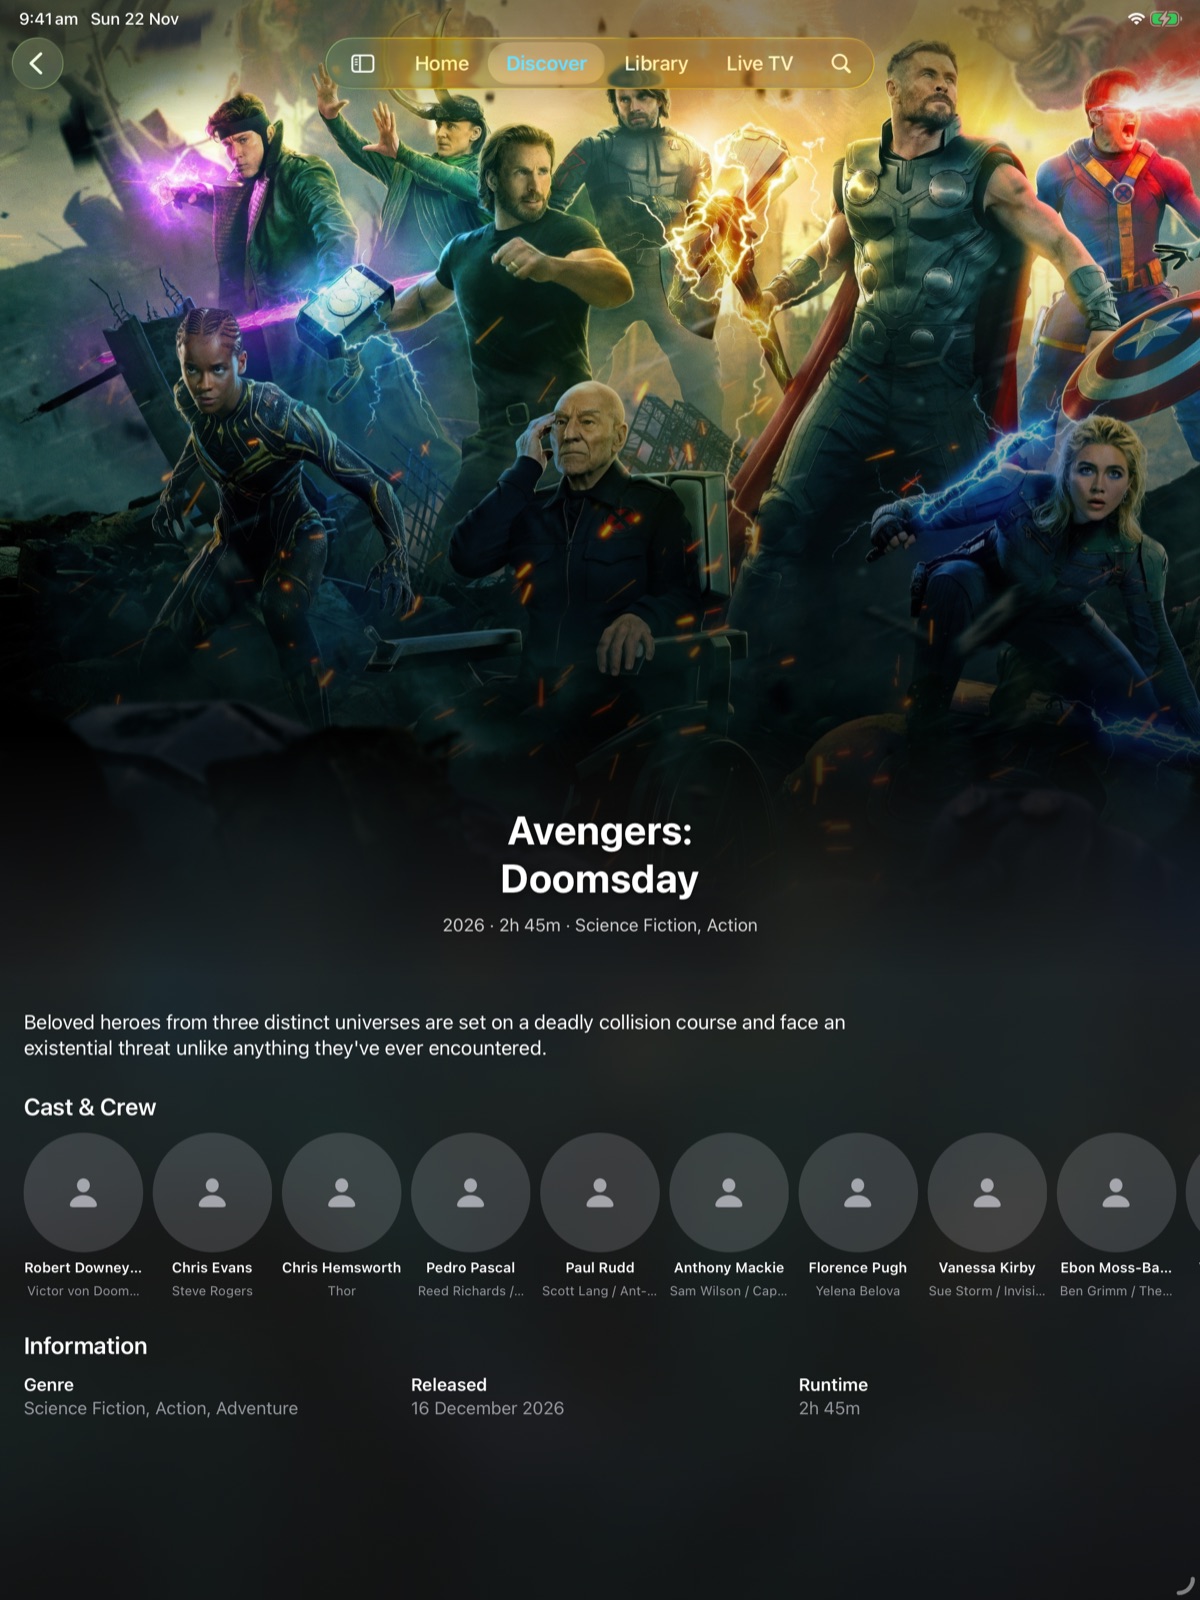 9:41 am Sun 22 Nov
Home Discover Library Live TV
Avengers:
Doomsday
2026 · 2h 45m · Science Fiction, Action
Beloved heroes from three distinct universes are set on a deadly collision course and face an
existential threat unlike anything they've ever encountered.
Cast & Crew
Robert Downey... Chris Evans Chris Hemsworth Pedro Pascal Paul Rudd Anthony Mackie Florence Pugh Vanessa Kirby Ebon Moss-Ba...
Victor von Doom... Steve Rogers Thor Reed Richards /... Scott Lang / Ant-... Sam Wilson / Cap... Yelena Belova Sue Storm / Invisi... Ben Grimm / The...
Information
Genre Released Runtime
Science Fiction, Action, Adventure 16 December 2026 2h 45m